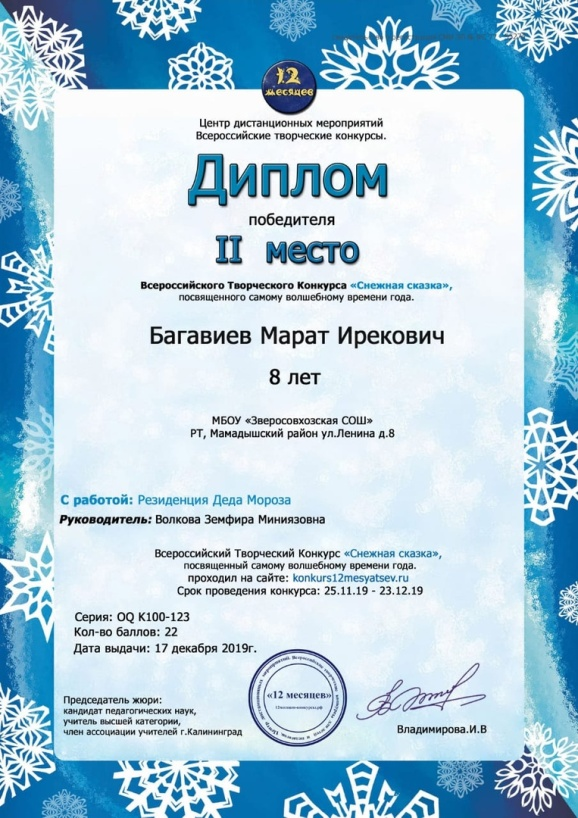 12
месяцев
Центр дистанционных мероприятий
Всероссийские творческие конкурсы.
Диплом
победителя
II место
Всероссийского Творческого Конкурса «Снежная сказка»,
посвященного самому волшебному времени года.
Багавиев Марат Ирекович
8 лет
МБОУ «Зверосовхозская СОШ»
РТ, Мамадышский район ул.Ленина д.8
С работой: Резиденция Деда Мороза
Руководитель: Волкова Земфира Миниязовна
Всероссийский Творческий Конкурс «Снежная сказка»,
посвященный самому волшебному времени года.
проходил на сайте: konkurs12mesyatsev.ru
Срок проведения конкурса: 25.11.19 - 23.12.19
Серия: OQ K100-123
Кол-во баллов: 22
Дата выдачи: 17 декабря 2019г.
«12 месяцев»
Председатель жюри:
кандидат педагогических наук,
учитель высшей категории,
член ассоциации учителей г.Калининград
Владимирова.И.В